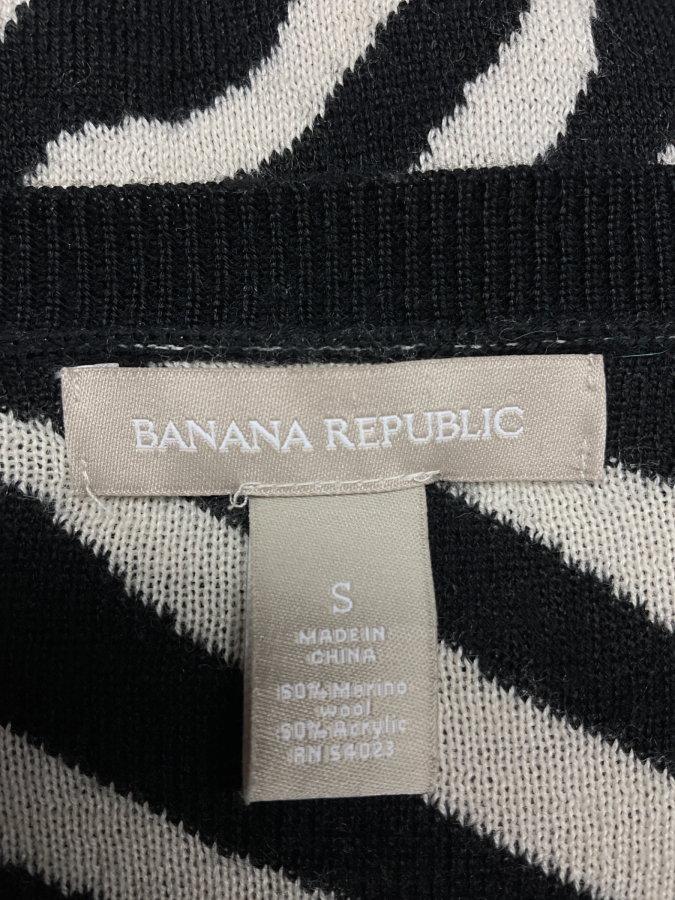 BANANA REPUBLIC
S
MADE IN
CHINA
50% Merino
Wool
50% Acrylic
RN 54023